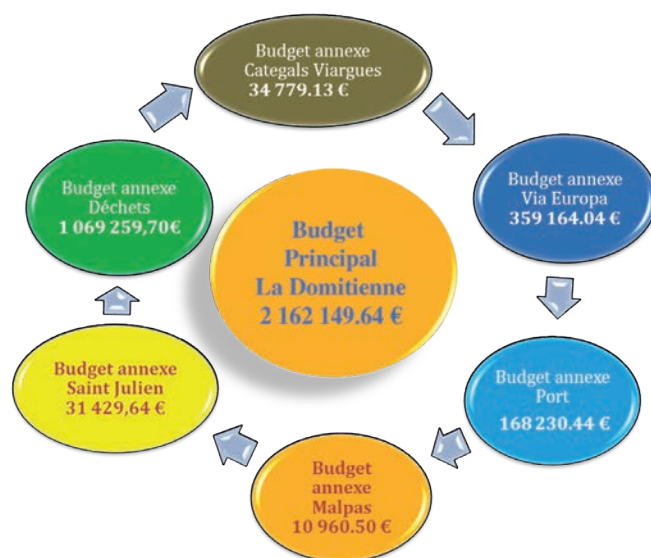 Budget annexe
Categals Viargues
34 779.13 €
Budget annexe
Via Europa
359 164.04 €
Budget annexe
Port
168 230.44 €
Budget
annexe
Malpas
10 960.50 €
Budget annexe
Saint Julien
31 429,64 €
Budget annexe
Déchets
1 069 259,70€
Budget
Principal
La Domitienne
2 162 149.64 €